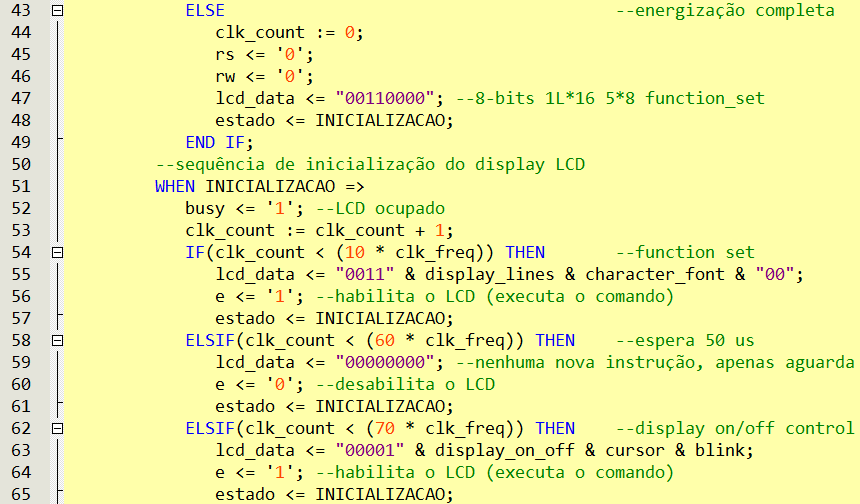 43 ELSE --energização completa
44 clk_count := 0;
45 rs <= '0';
46 rw <= '0';
47 lcd_data <= "00110000"; --8-bits 1L*16 5*8 function_set
48 estado <= INICIALIZACAO;
49 END IF;
50 --sequência de inicialização do display LCD
51 WHEN INICIALIZACAO =>
52 busy <= '1'; --LCD ocupado
53 clk_count := clk_count + 1;
54 IF(clk_count < (10 * clk_freq)) THEN --function set
55 lcd_data <= "0011" & display_lines & character_font & "00";
56 e <= '1'; --habilita o LCD (executa o comando)
57 estado <= INICIALIZACAO;
58 ELSIF(clk_count < (60 * clk_freq)) THEN --espera 50 us
59 lcd_data <= "00000000"; --nenhuma nova instrução, apenas aguarda
60 e <= '0'; --desabilita o LCD
61 estado <= INICIALIZACAO;
62 ELSIF(clk_count < (70 * clk_freq)) THEN --display on/off control
63 lcd_data <= "00001" & display_on_off & cursor & blink;
64 e <= '1'; --habilita o LCD (executa o comando)
65 estado <= INICIALIZACAO;